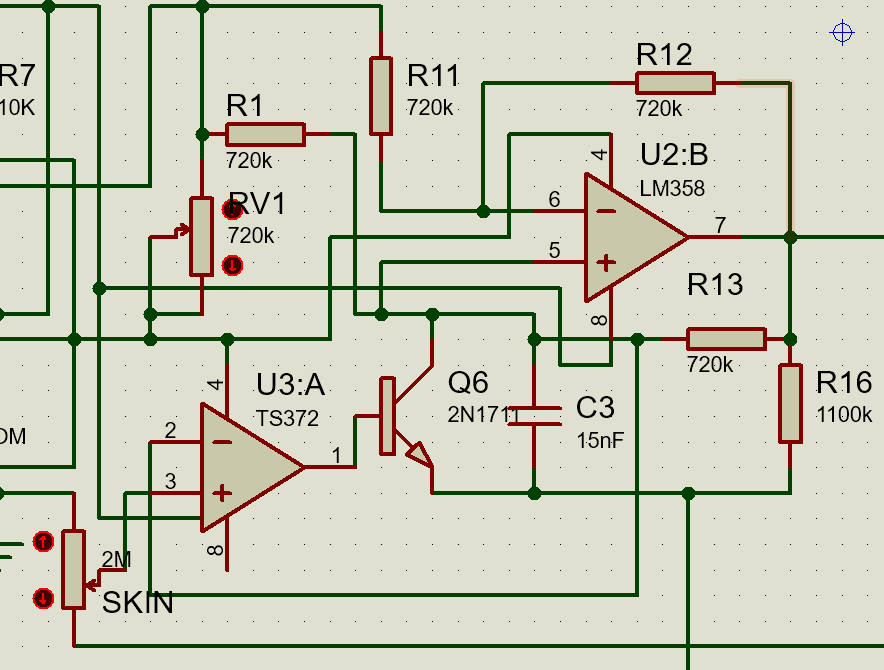 R7
10K
R1
720k
R11
720k
R12
720k
4
U2:B
LM358
6
7
5
8
RV1
720k
R13
720k
4
U3:A
TS372
2
1
3
8
Q6
2N1711
C3
15nF
R16
1100k
OM
2M
SKIN